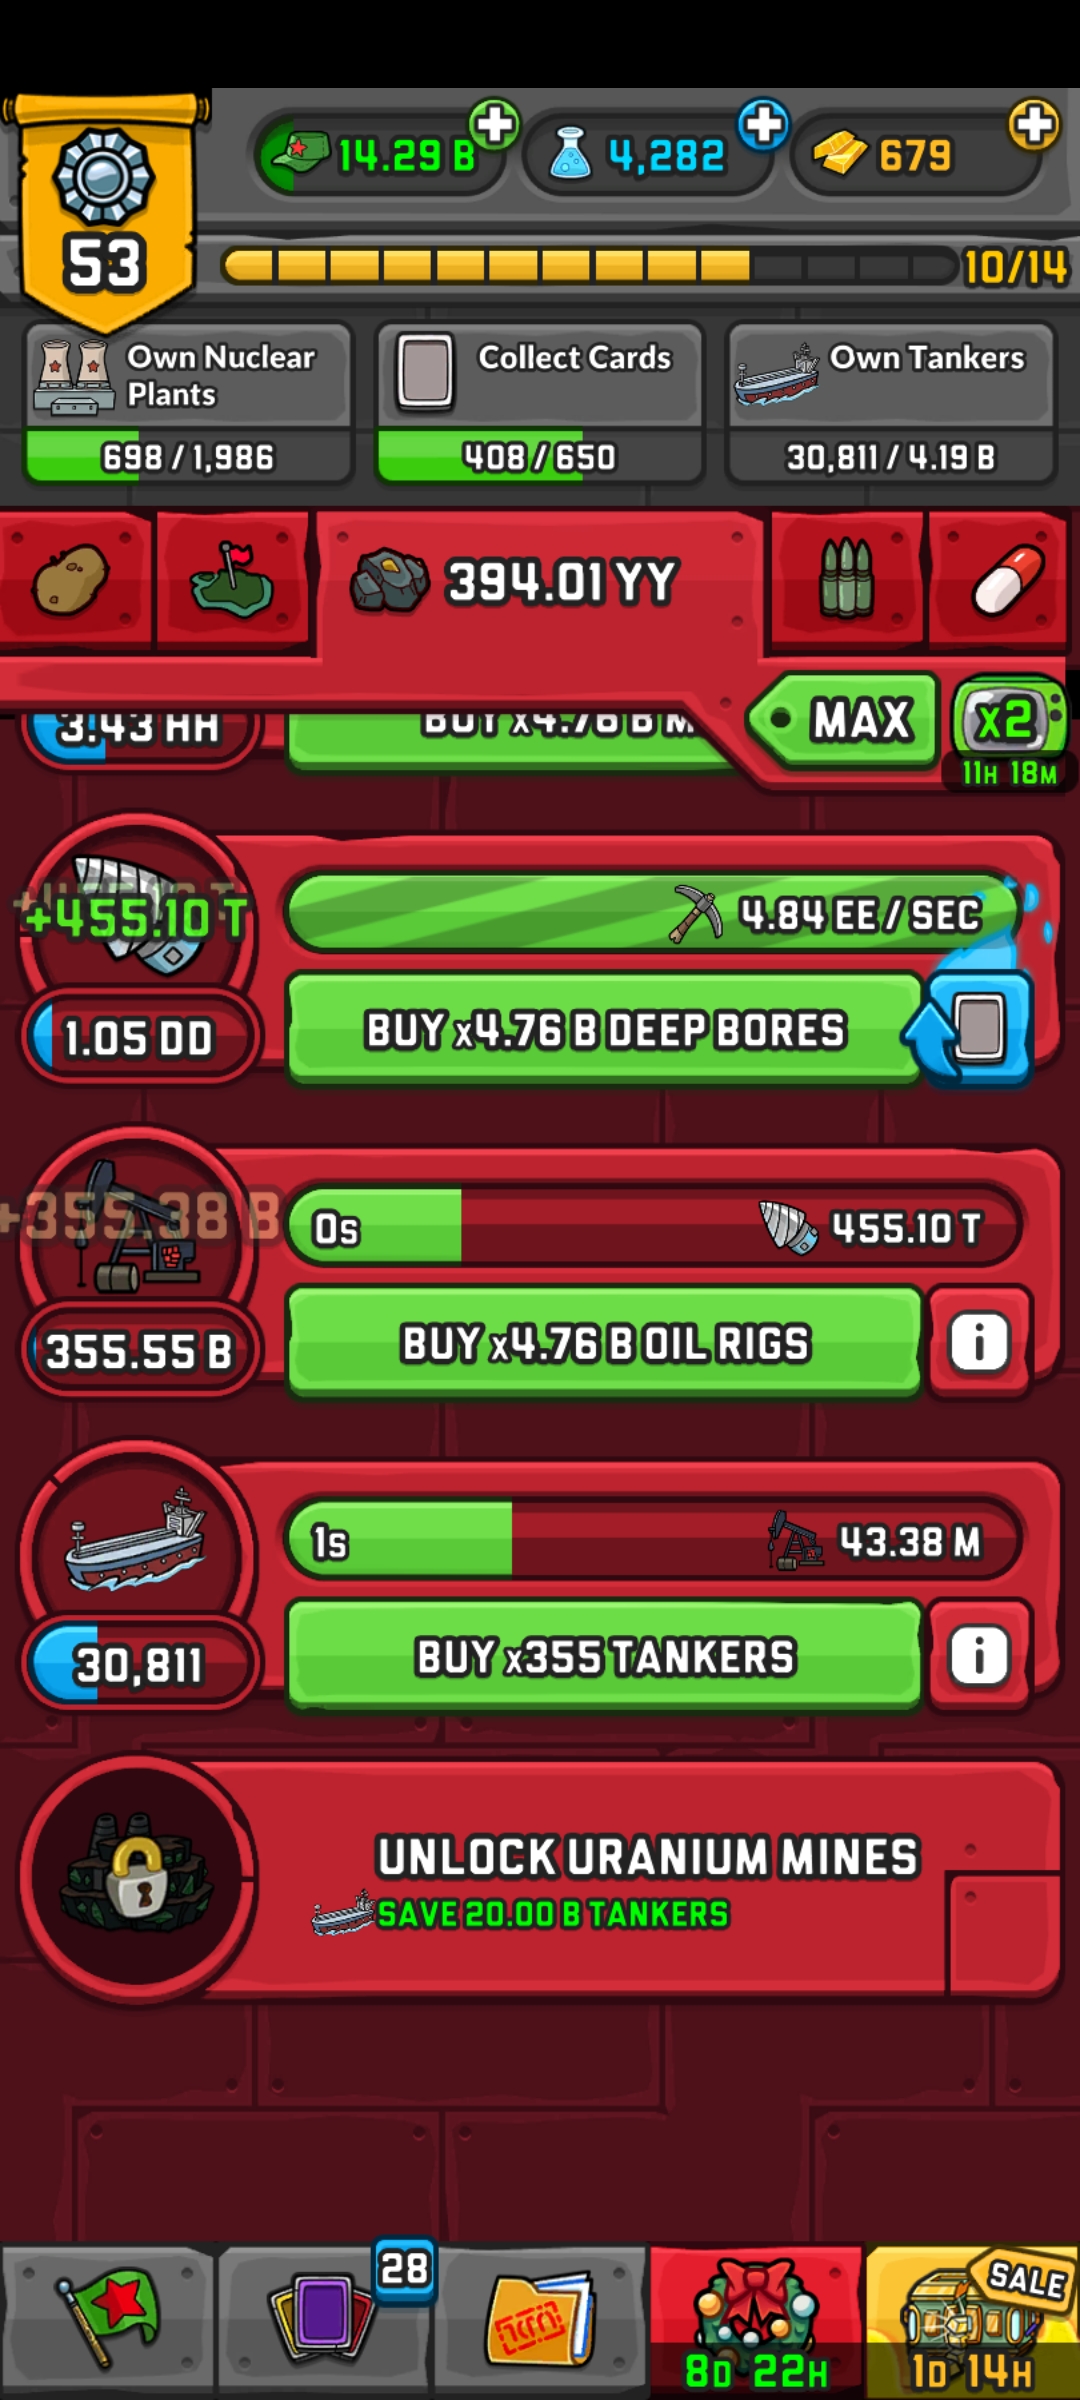 14.29 B
4,282
679
53
10/14
Own Nuclear
Plants
698 / 1,986
Collect Cards
408 / 650
Own Tankers
30,811 / 4.19 B
394.01 YY
MAX
x2
11H 18M
3.43 HH
BUY x4.76 B M
+455.10 T
4.84 EE / SEC
1.05 DD
BUY x4.76 B DEEP BORES
+355.38 B
0s
455.10 T
355.55 B
BUY x4.76 B OIL RIGS
i
1s
43.38 M
30,811
BUY x355 TANKERS
i
UNLOCK URANIUM MINES
SAVE 20.00 B TANKERS
28
SALE
8D 22H
1D 14H